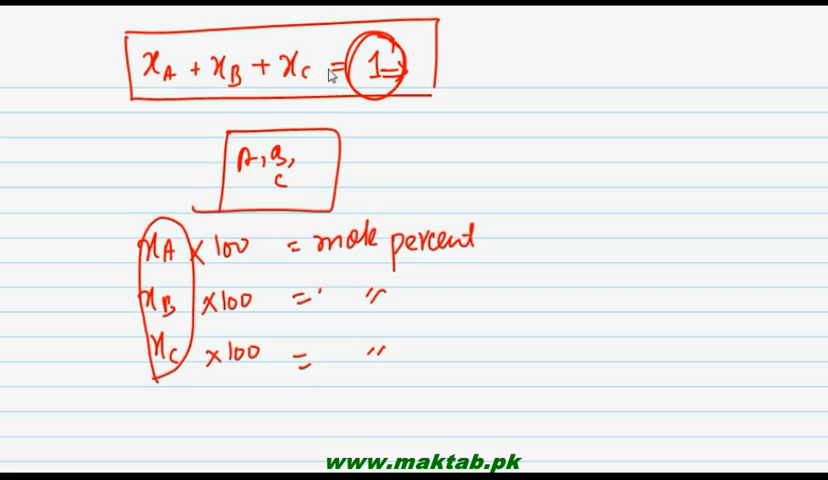 xA + xB + xC = 1
A, B,
C
xA × 100 = mole percent
xB × 100 = "
xC × 100 = "
www.maktab.pk